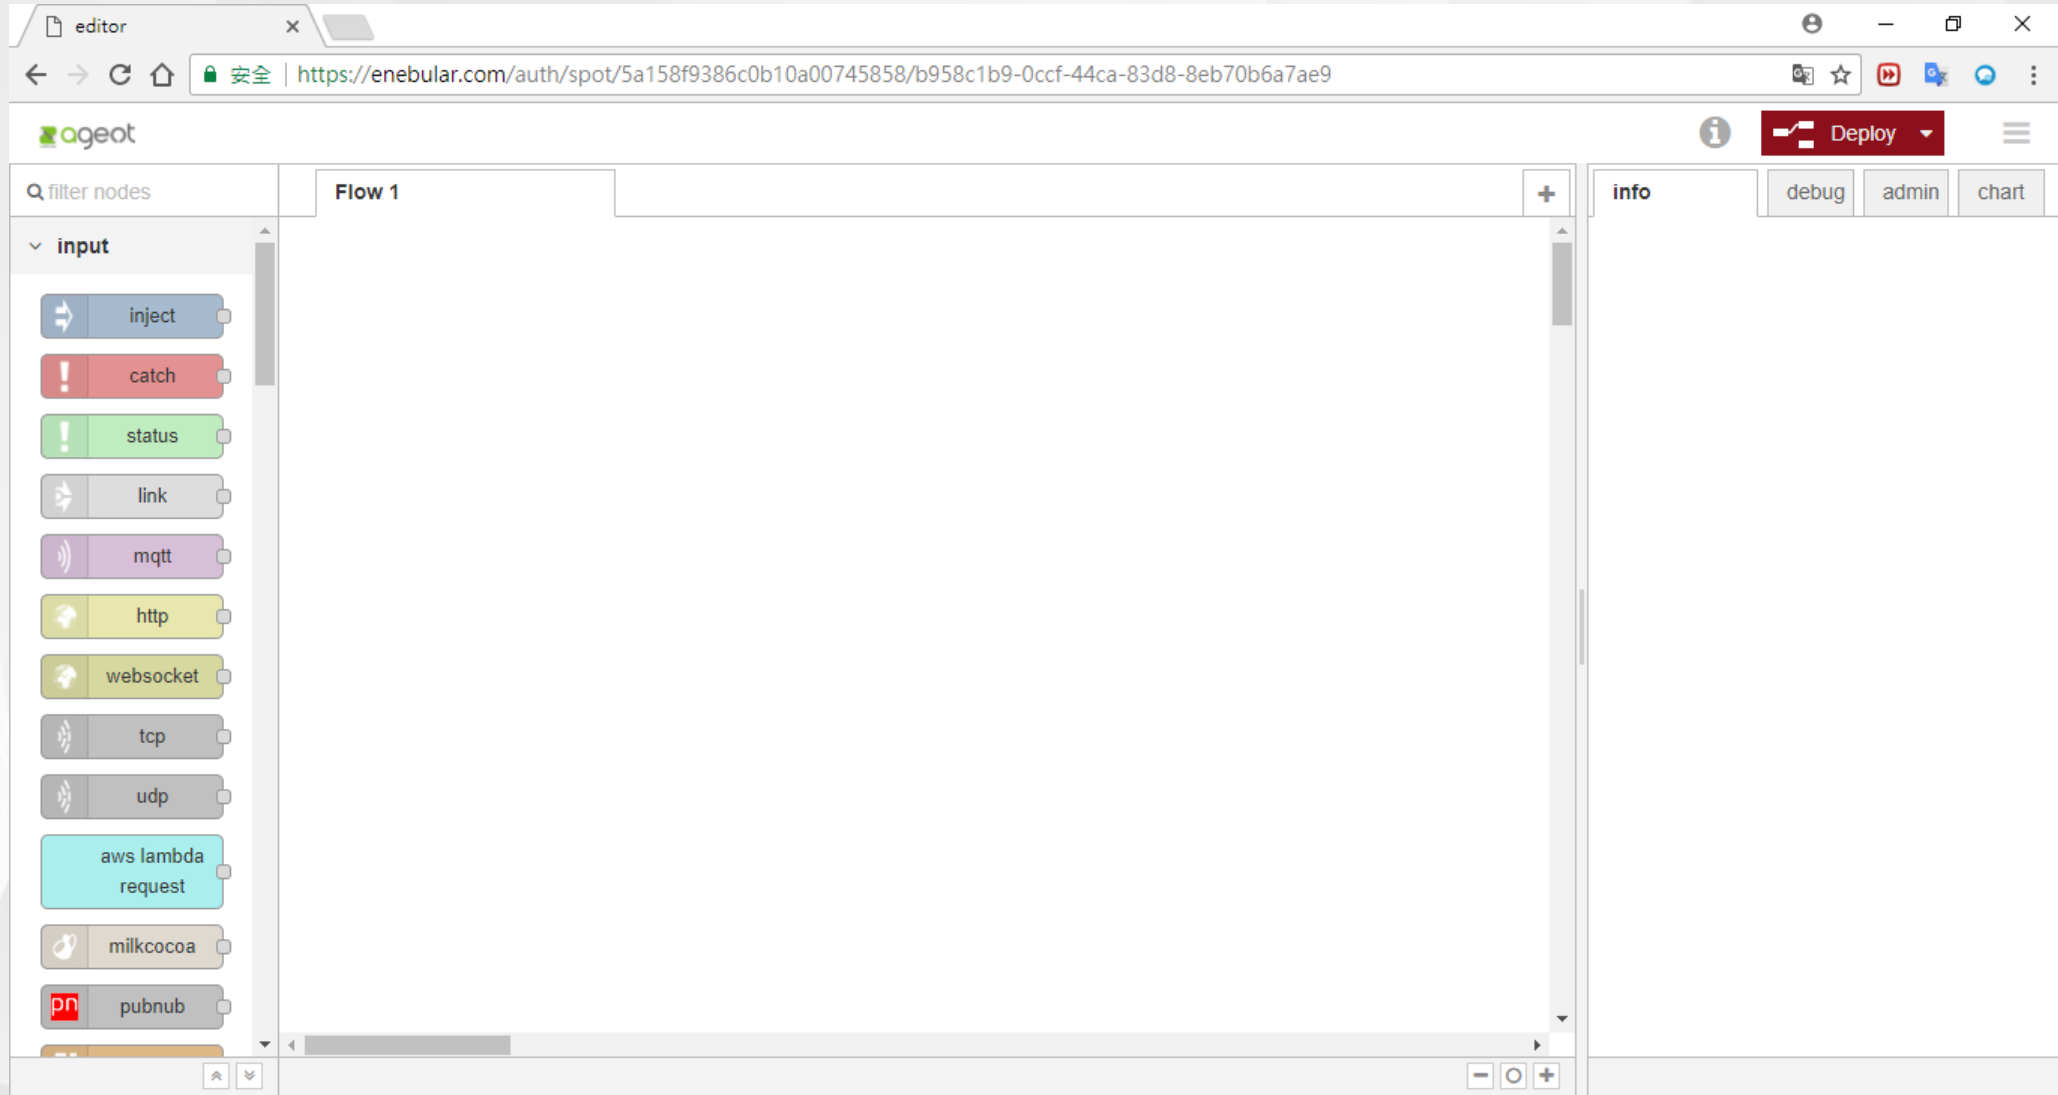 editor
安全 https://enebular.com/auth/spot/5a158f9386c0b10a00745858/b958c1b9-0ccf-44ca-83d8-8eb70b6a7ae9
ageot
Deploy
filter nodes
Flow 1
info
debug
admin
chart
input
inject
catch
status
link
mqtt
http
websocket
tcp
udp
aws lambda
request
milkcocoa
pn
pubnub